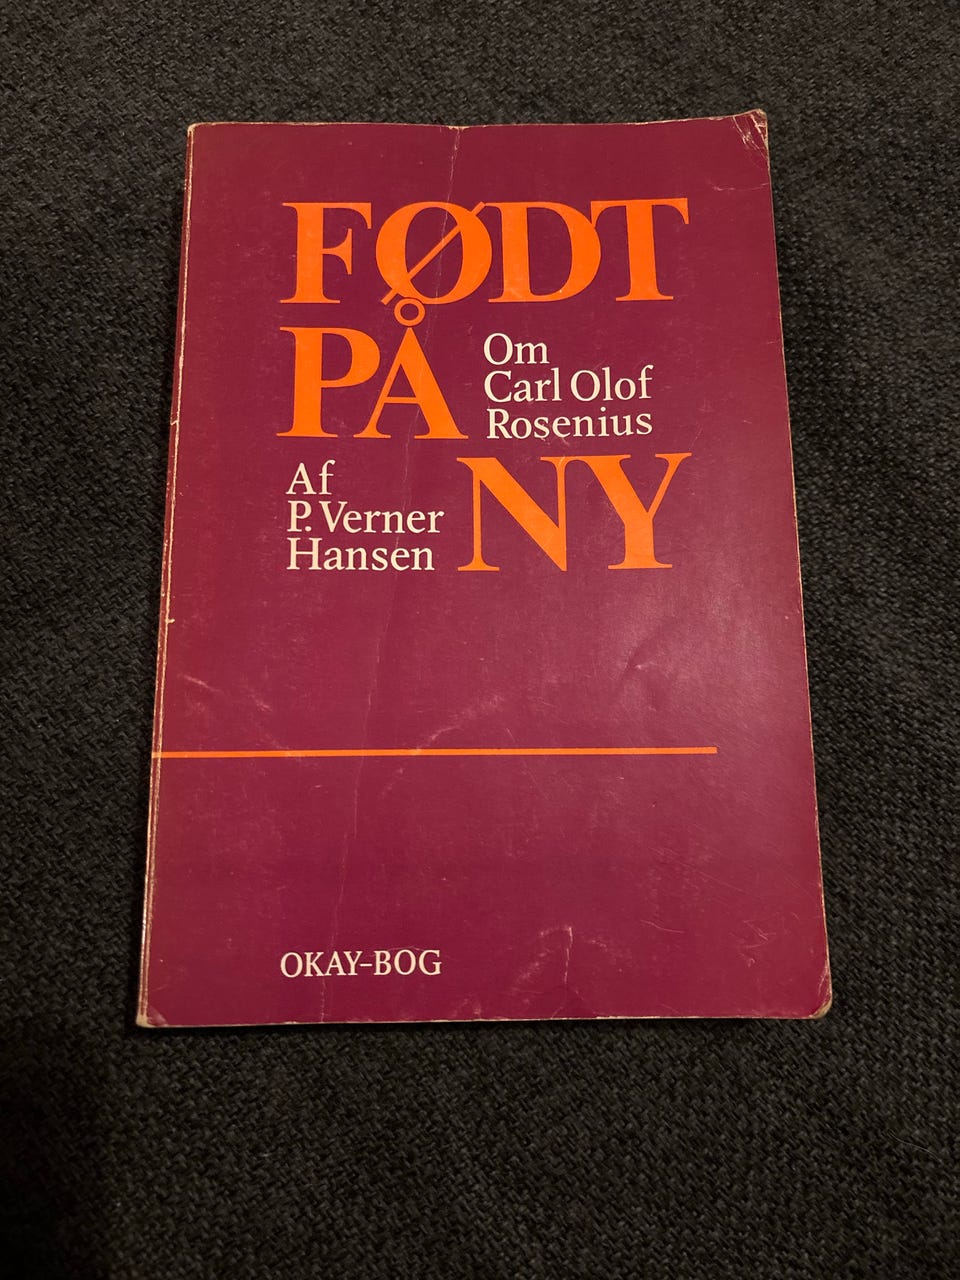 FØDT
PÅ
Om
Carl Olof
Rosenius
Af
P. Verner
Hansen
NY
OKAY-BOG